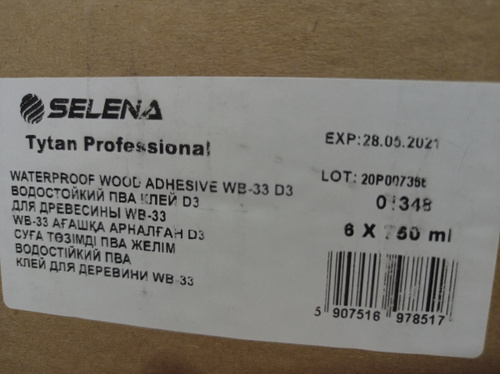 SELENA
Tytan Professional
EXP: 28.05.2021
WATERPROOF WOOD ADHESIVE WB-33 D3
ВОДОСТОЙКИЙ ПВА КЛЕЙ D3
ДЛЯ ДРЕВЕСИНЫ WB-33
WB-33 АҒАШҚА АРНАЛҒАН D3
СУҒА ТӨЗІМДІ ПВА ЖЕЛІМ
ВОДОСТІЙКИЙ ПВА
КЛЕЙ ДЛЯ ДЕРЕВИНИ WB-33
LOT:
01348
6 X 750 ml
5 907516 978517